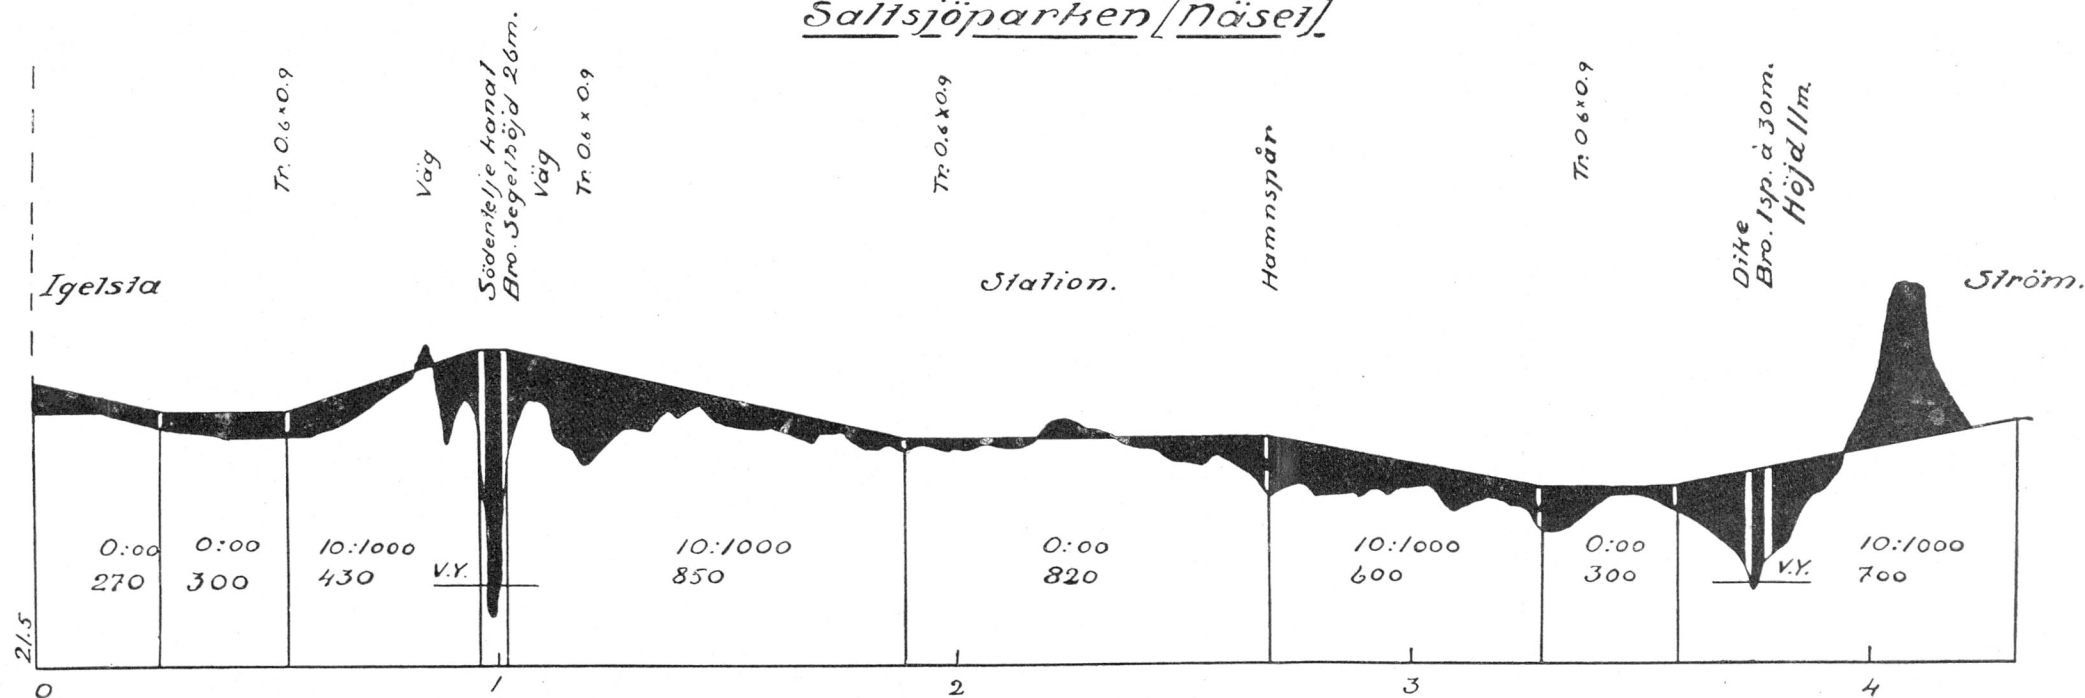 Saltsjöparken (Näset)
Tr. 0.6 x 0.9
Väg
Södertelje kanal
Bro. Segelhöjd 26m.
Väg
Tr. 0.6 x 0.9
Tr. 0.6 x 0.9
Hamnspår
Tr. 0.6 x 0.9
Dike
Bro. 1 sp. à 30m.
Höjd 11m.
Igelsta
Station.
Ström.
0:00
270
0:00
300
10:1000
430
V.Y.
10:1000
850
0:00
820
10:1000
600
0:00
300
V.Y.
10:1000
700
21.5
0 1 2 3 4